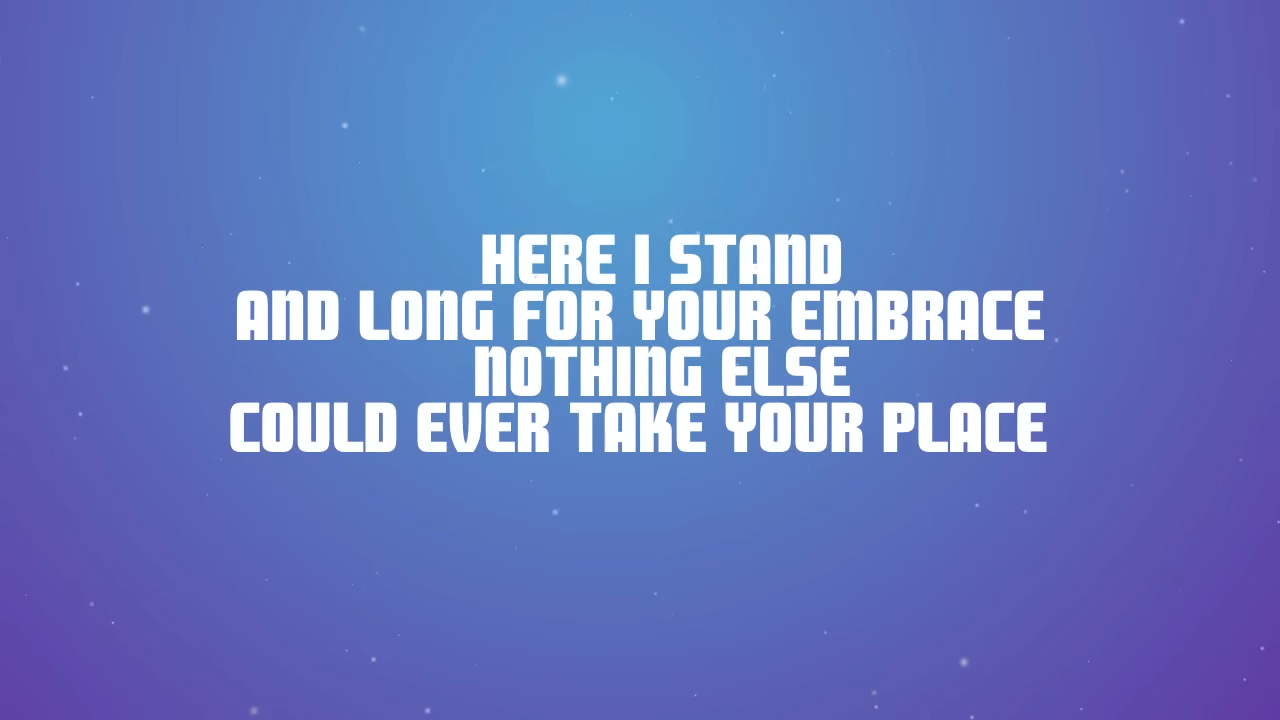 HERE I STAND
AND LONG FOR YOUR EMBRACE
NOTHING ELSE
COULD EVER TAKE YOUR PLACE